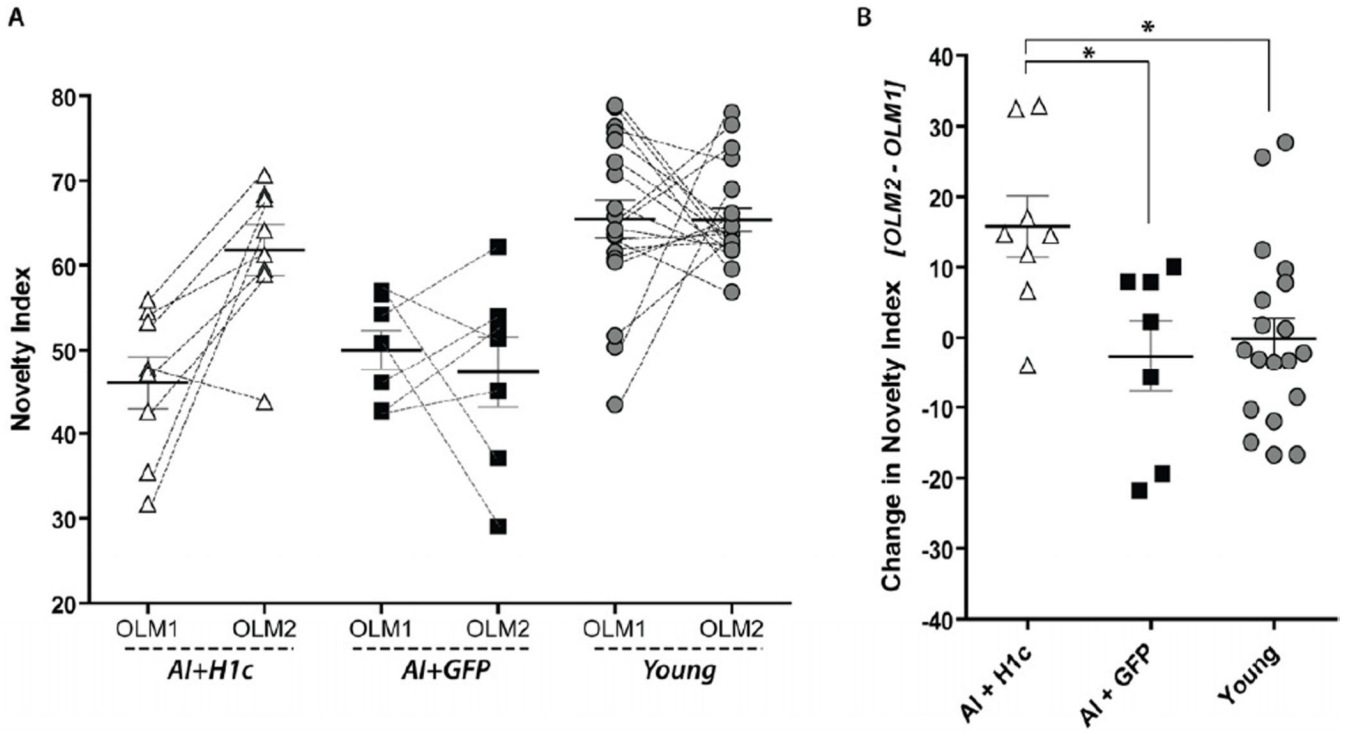 A
Novelty Index
80
70
60
50
40
30
20
OLM1 OLM2 OLM1 OLM2 OLM1 OLM2
AI+H1c AI+GFP Young
B
Change in Novelty Index [OLM2 - OLM1]
40
30
20
10
0
-10
-20
-30
-40
* 
*
AI + H1c
AI + GFP
Young